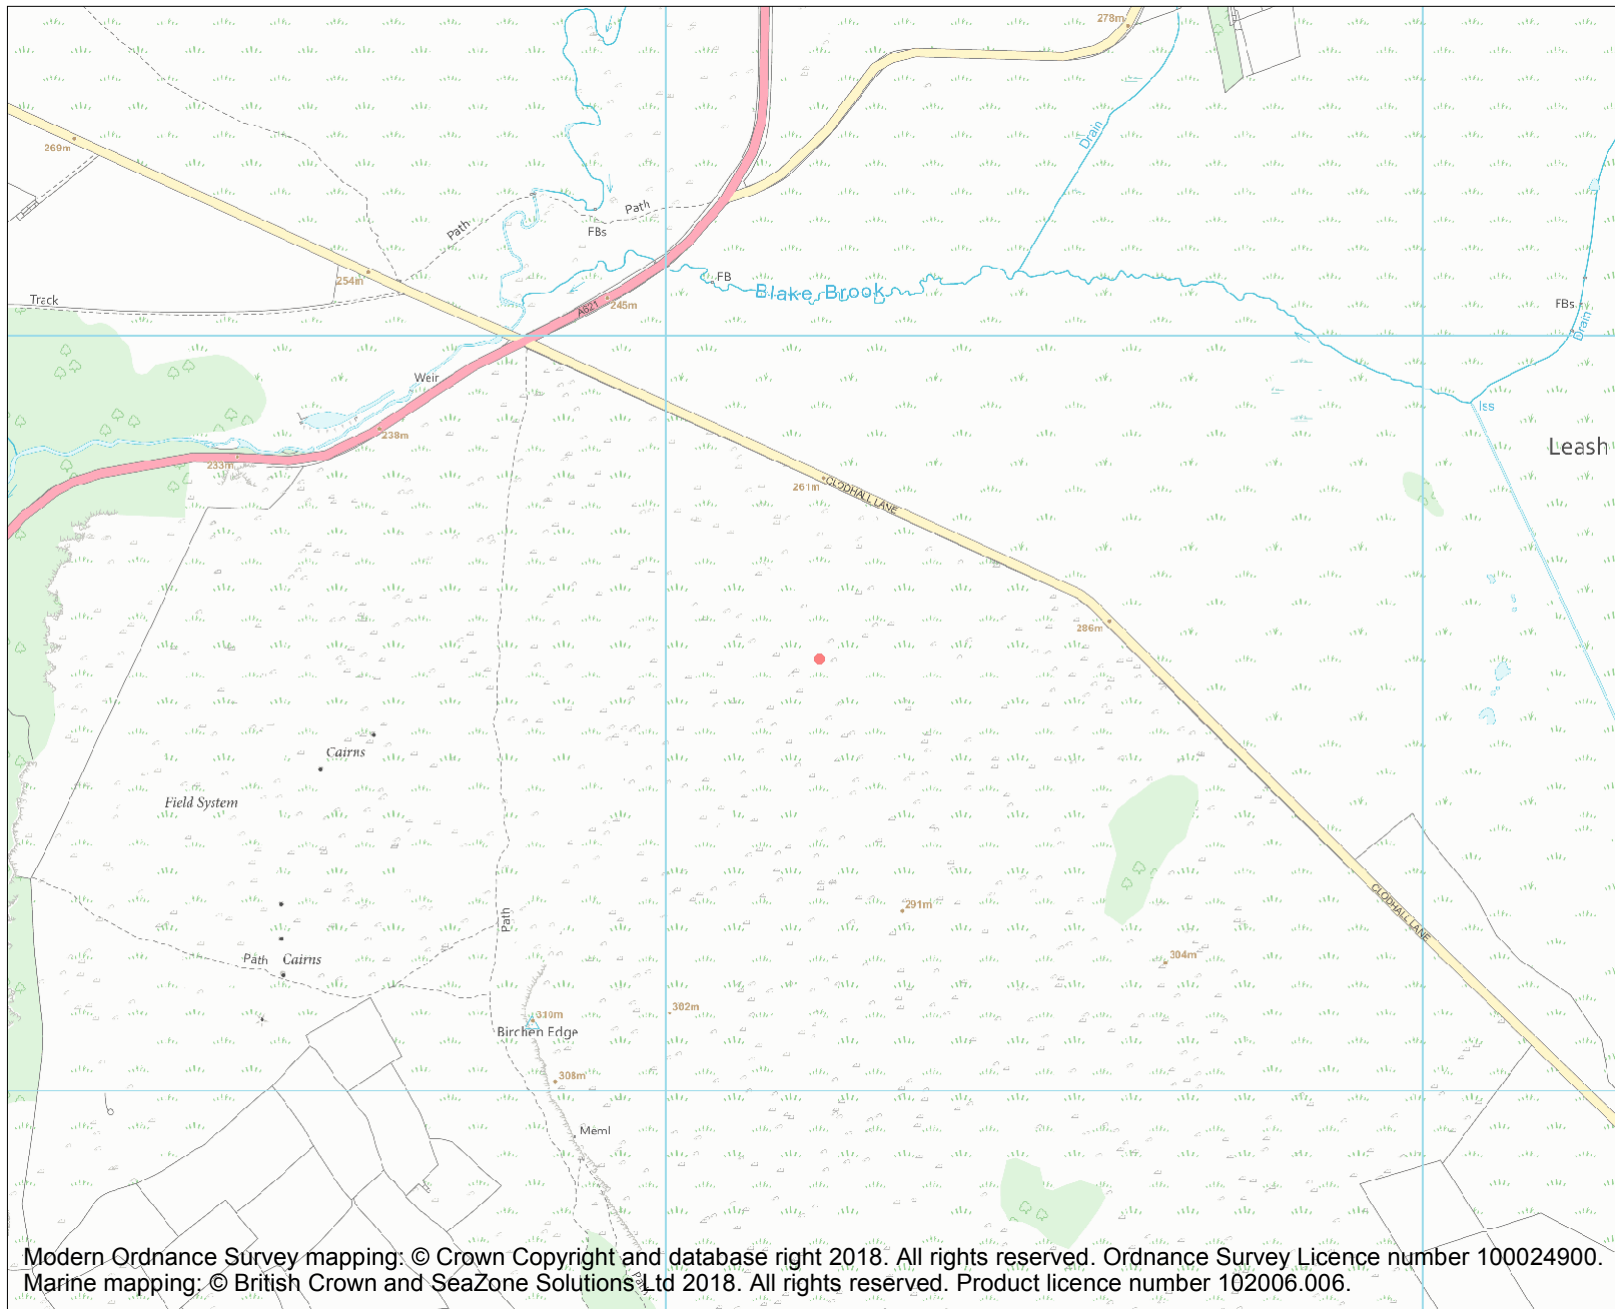 278m
Drain
269m
Path
Path
FBs
FB
254m
Blake Brook
Track
A621
245m
FBs
Drain
Weir
Iss
238m
Leash
233m
261m
CLODHALL LANE
286m
Cairns
Field System
CLODHALL LANE
291m
Path
Path
Cairns
304m
302m
310m
Birchen Edge
308m
Meml
Path
Modern Ordnance Survey mapping: © Crown Copyright and database right 2018. All rights reserved. Ordnance Survey Licence number 100024900.
Marine mapping: © British Crown and SeaZone Solutions Ltd 2018. All rights reserved. Product licence number 102006.006.